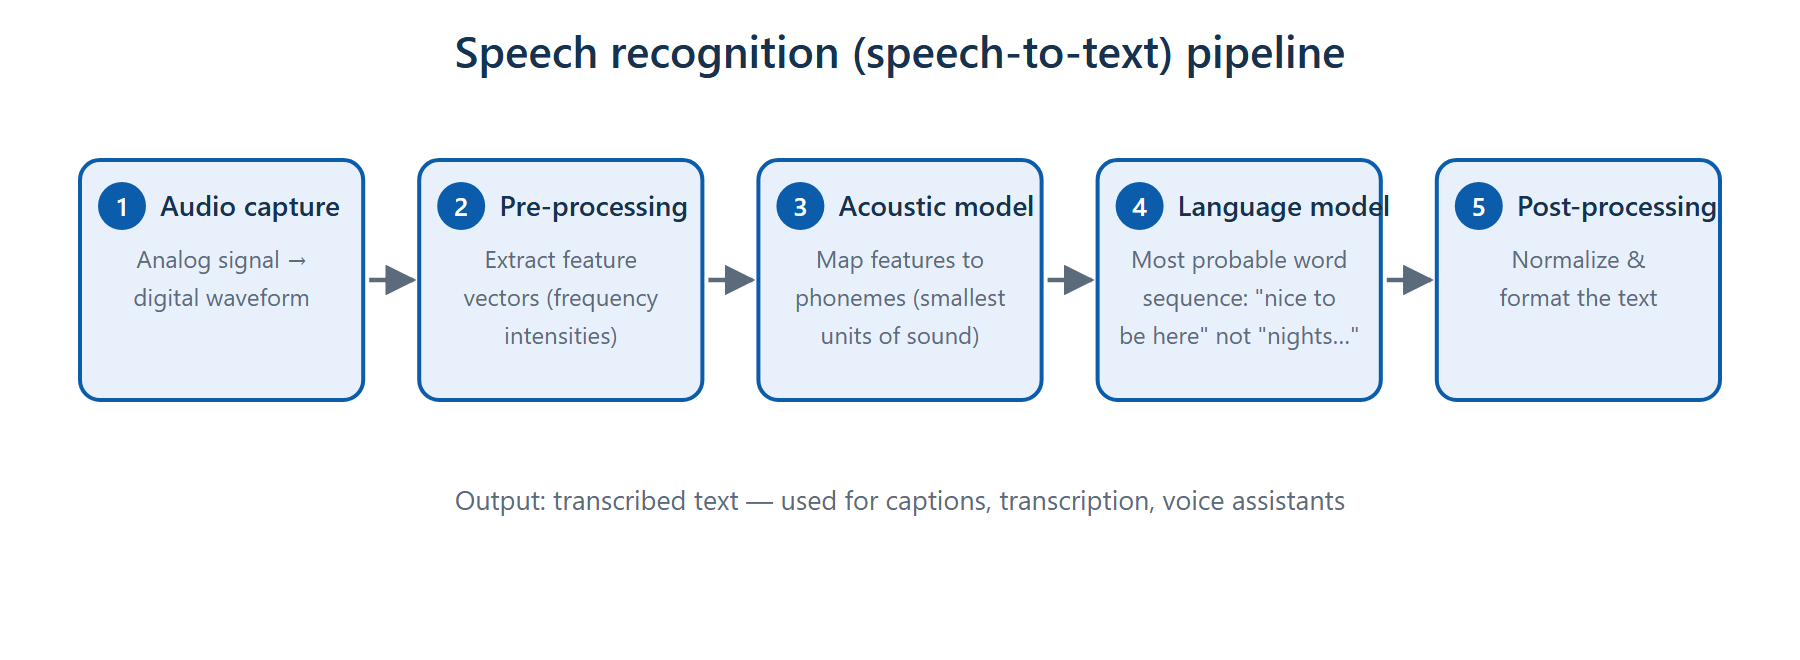 Speech recognition (speech-to-text) pipeline
1 Audio capture
Analog signal →
digital waveform
2 Pre-processing
Extract feature
vectors (frequency
intensities)
3 Acoustic model
Map features to
phonemes (smallest
units of sound)
4 Language model
Most probable word
sequence: "nice to
be here" not "nights..."
5 Post-processing
Normalize &
format the text
Output: transcribed text — used for captions, transcription, voice assistants